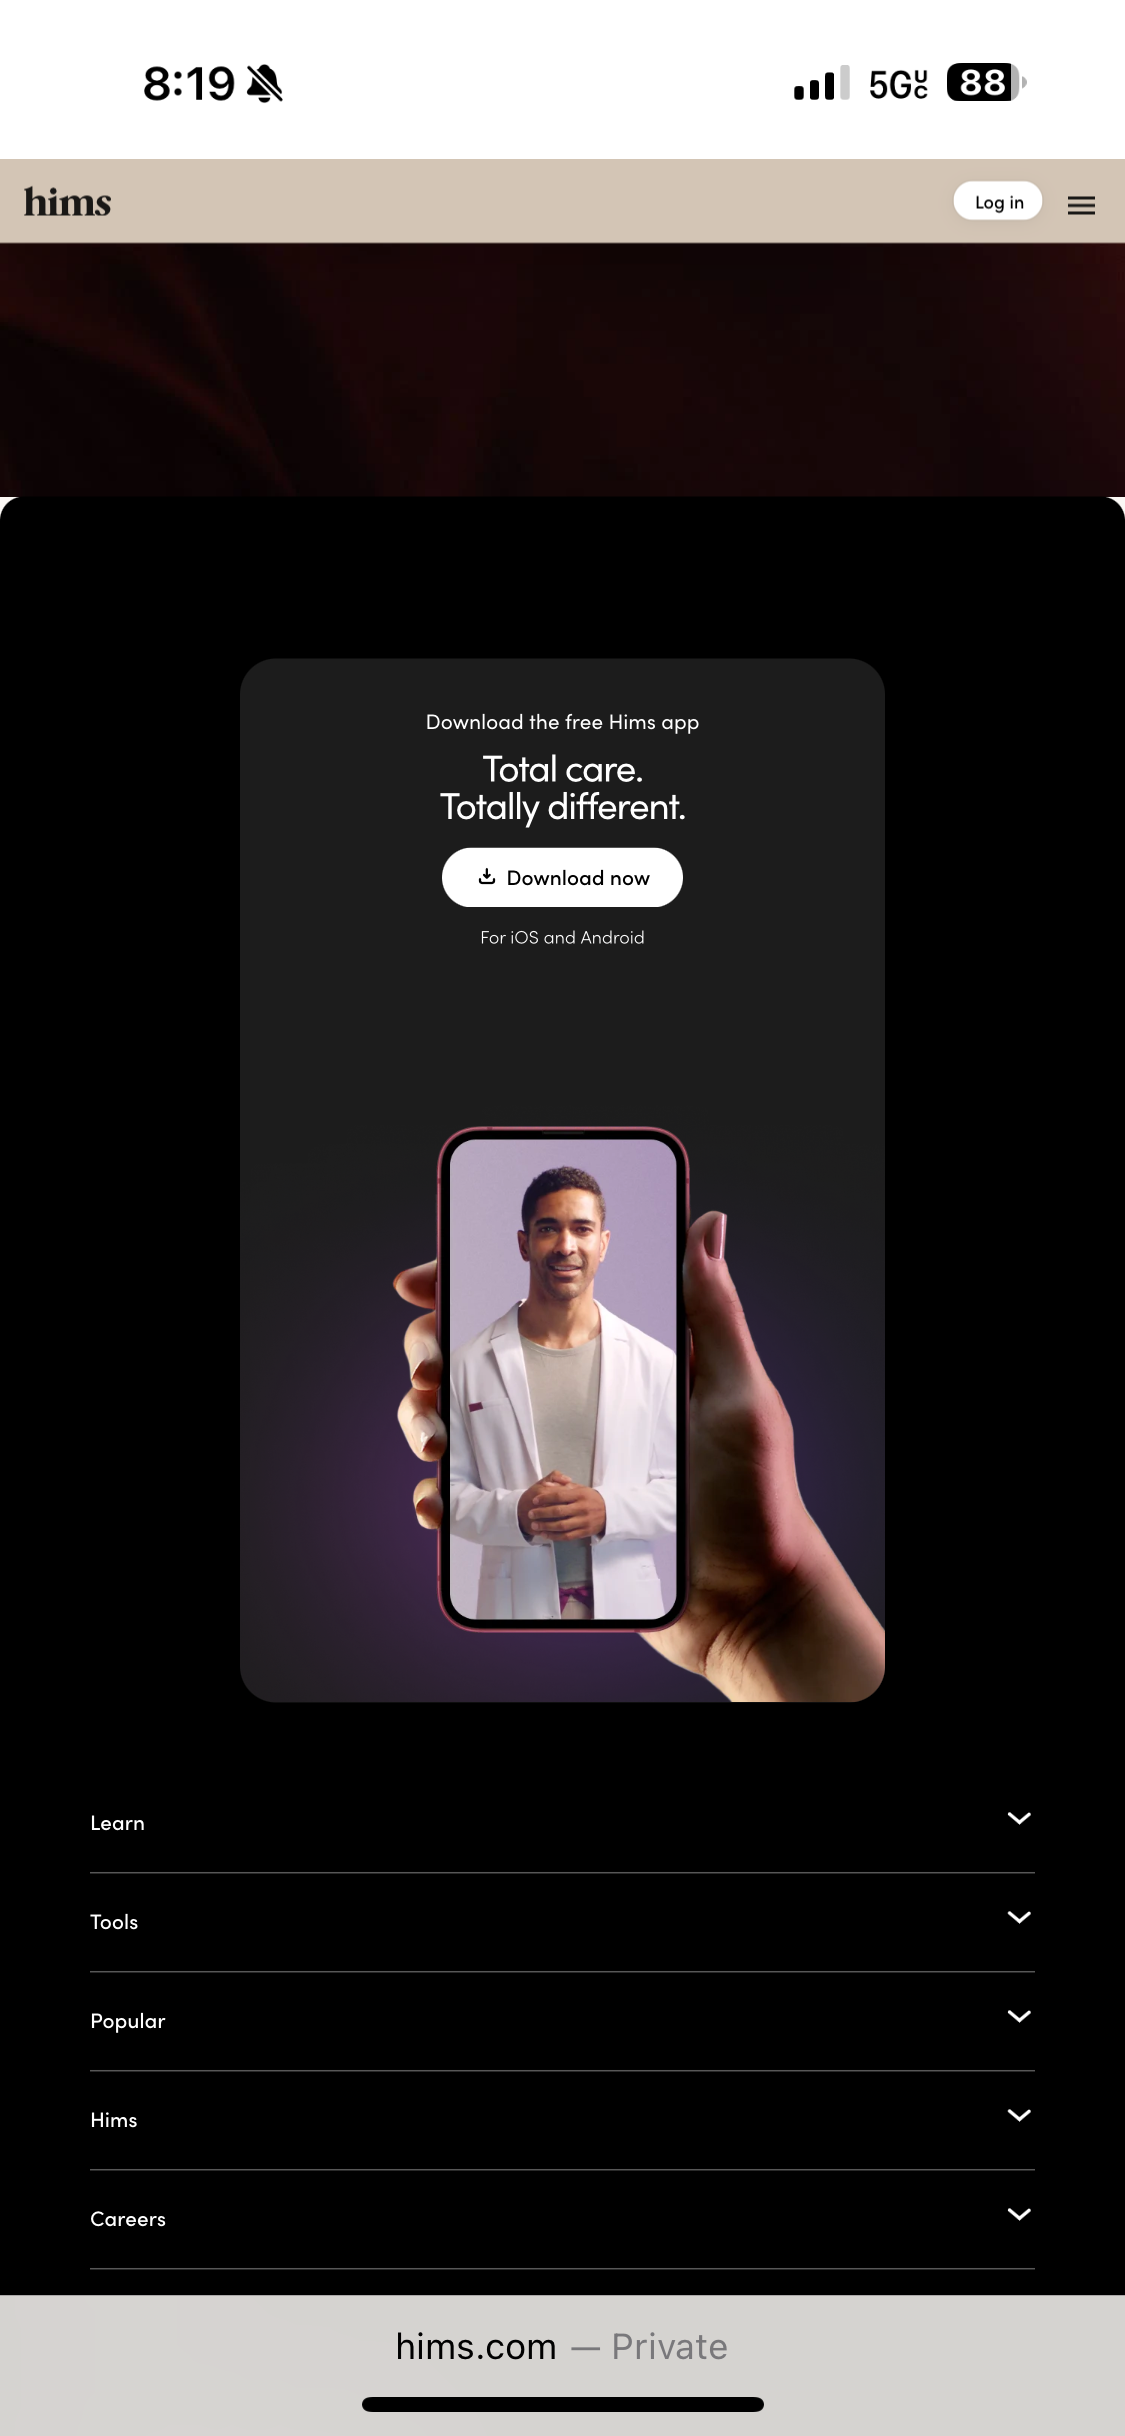 8:19
5G UC
88
hims
Log in
Download the free Hims app
Total care.
Totally different.
Download now
For iOS and Android
Learn
Tools
Popular
Hims
Careers
hims.com — Private